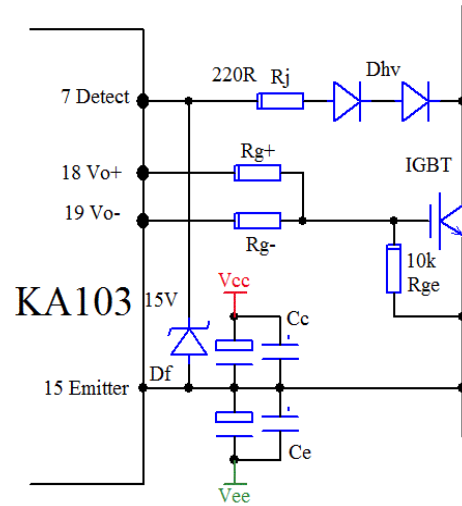 220R Rj Dhv
7 Detect
18 Vo+ Rg+ IGBT
19 Vo-
Rg-
10k
Rge
Vcc
KA103 15V Cc
15 Emitter Df
Ce
Vee